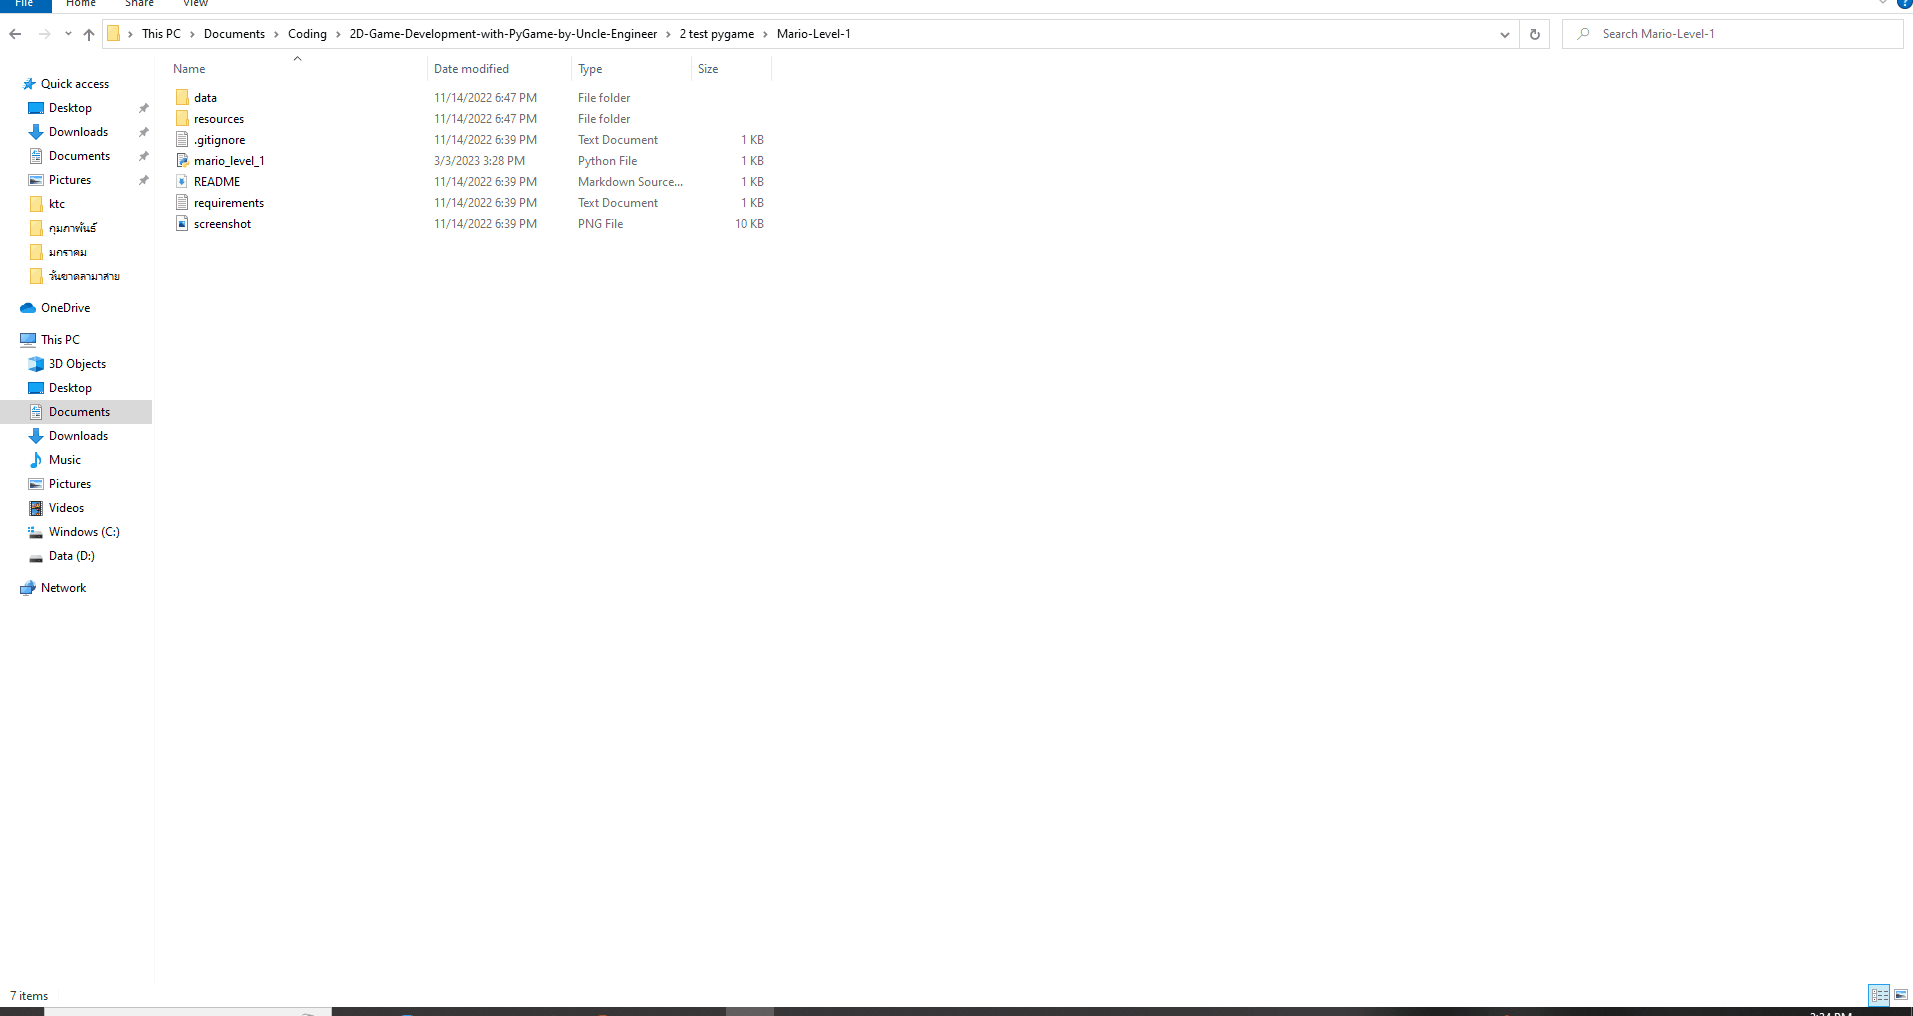 File Home Share View
This PC > Documents > Coding > 2D-Game-Development-with-PyGame-by-Uncle-Engineer > 2 test pygame > Mario-Level-1
Search Mario-Level-1
Name Date modified Type Size
data 11/14/2022 6:47 PM File folder
resources 11/14/2022 6:47 PM File folder
.gitignore 11/14/2022 6:39 PM Text Document 1 KB
mario_level_1 3/3/2023 3:28 PM Python File 1 KB
README 11/14/2022 6:39 PM Markdown Source... 1 KB
requirements 11/14/2022 6:39 PM Text Document 1 KB
screenshot 11/14/2022 6:39 PM PNG File 10 KB
Quick access
Desktop
Downloads
Documents
Pictures
ktc
กุมภาพันธ์
มกราคม
วันขาดลามาสาย
OneDrive
This PC
3D Objects
Desktop
Documents
Downloads
Music
Pictures
Videos
Windows (C:)
Data (D:)
Network
7 items